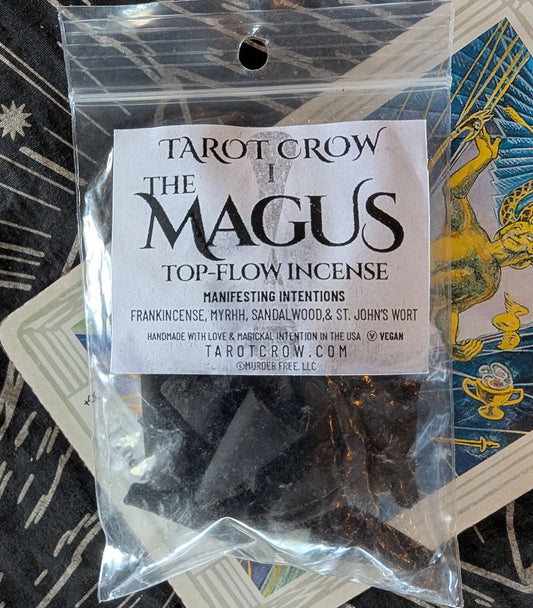 TAROT CROW
I
THE
MAGUS
TOP-FLOW INCENSE
MANIFESTING INTENTIONS
FRANKINCENSE, MYRHH, SANDALWOOD,& ST. JOHN'S WORT
HANDMADE WITH LOVE & MAGICKAL INTENTION IN THE USA Ⓥ VEGAN
TAROTCROW.COM
©MURDER FREE, LLC